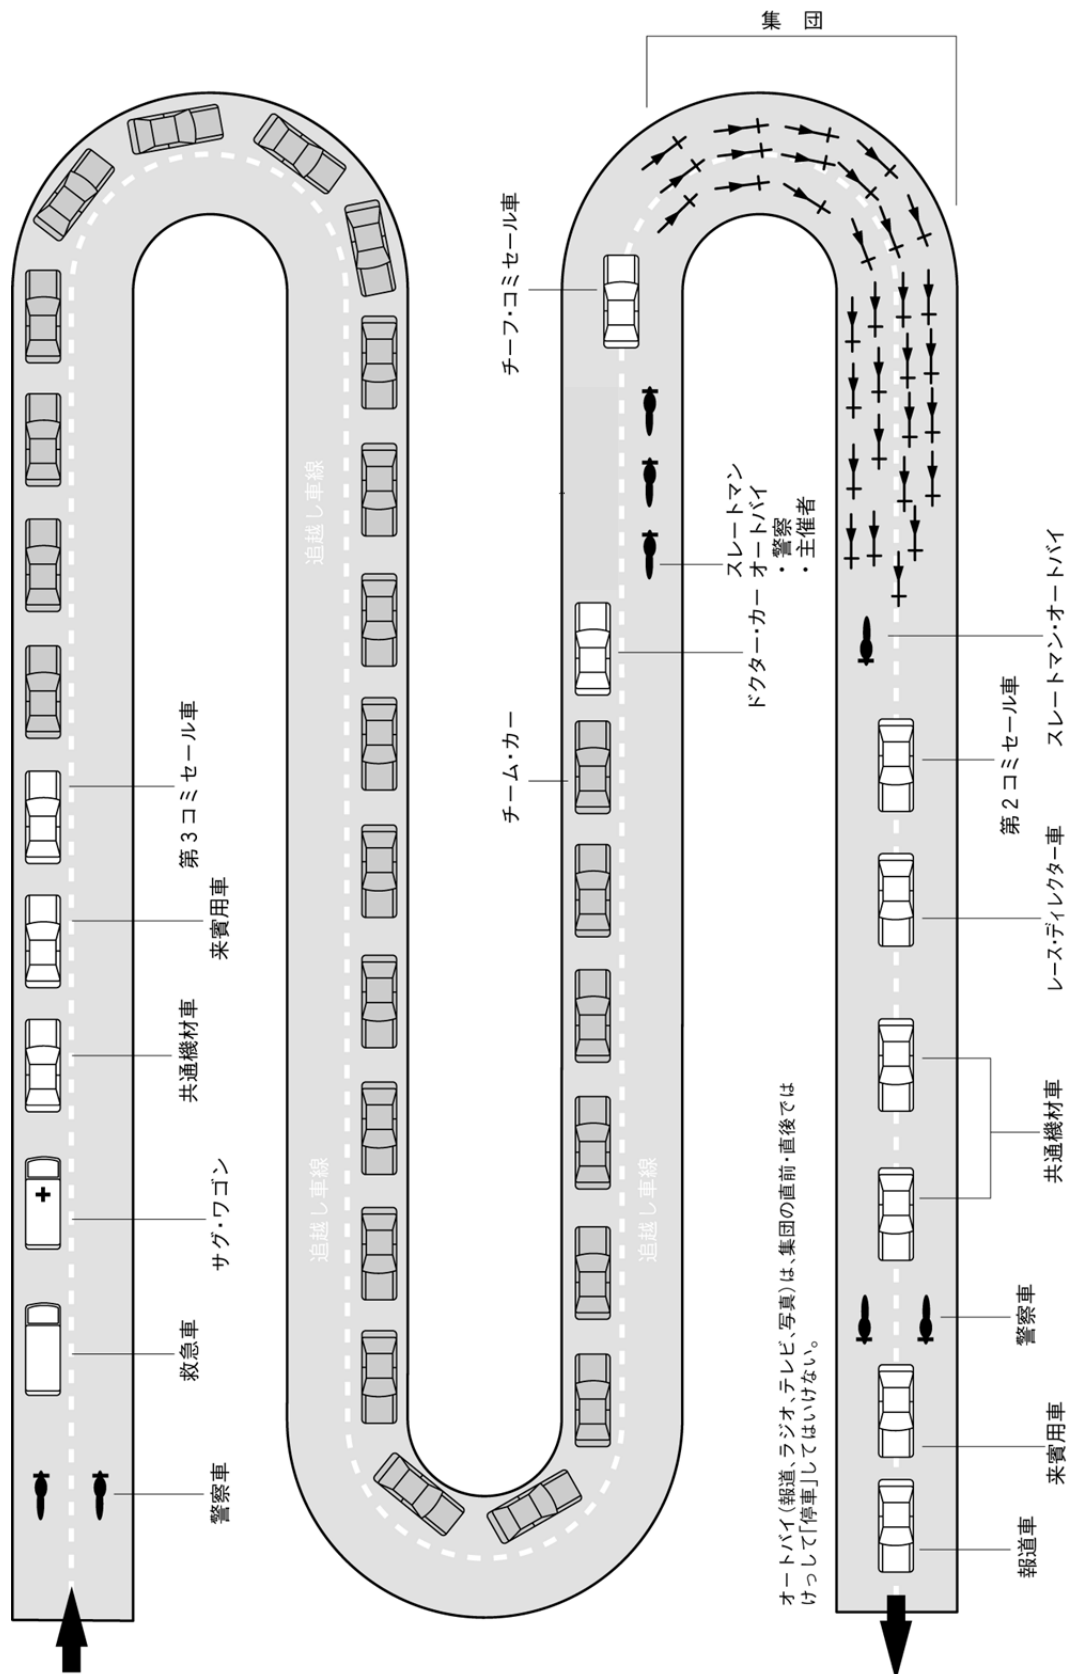 集団
チーフ・コミセール車
スレートマン
オートバイ
・警察
・主催者
ドクター・カー
チーム・カー
追越し車線
追越し車線
追越し車線
第3コミセール車
来賓用車
共通機材車
サグ・ワゴン
救急車
警察車
スレートマン・オートバイ
第2コミセール車
レース・ディレクター車
共通機材車
警察車
来賓用車
報道車
オートバイ(報道、ラジオ、テレビ、写真)は、集団の直前・直後では
けっして「停車」してはいけない。